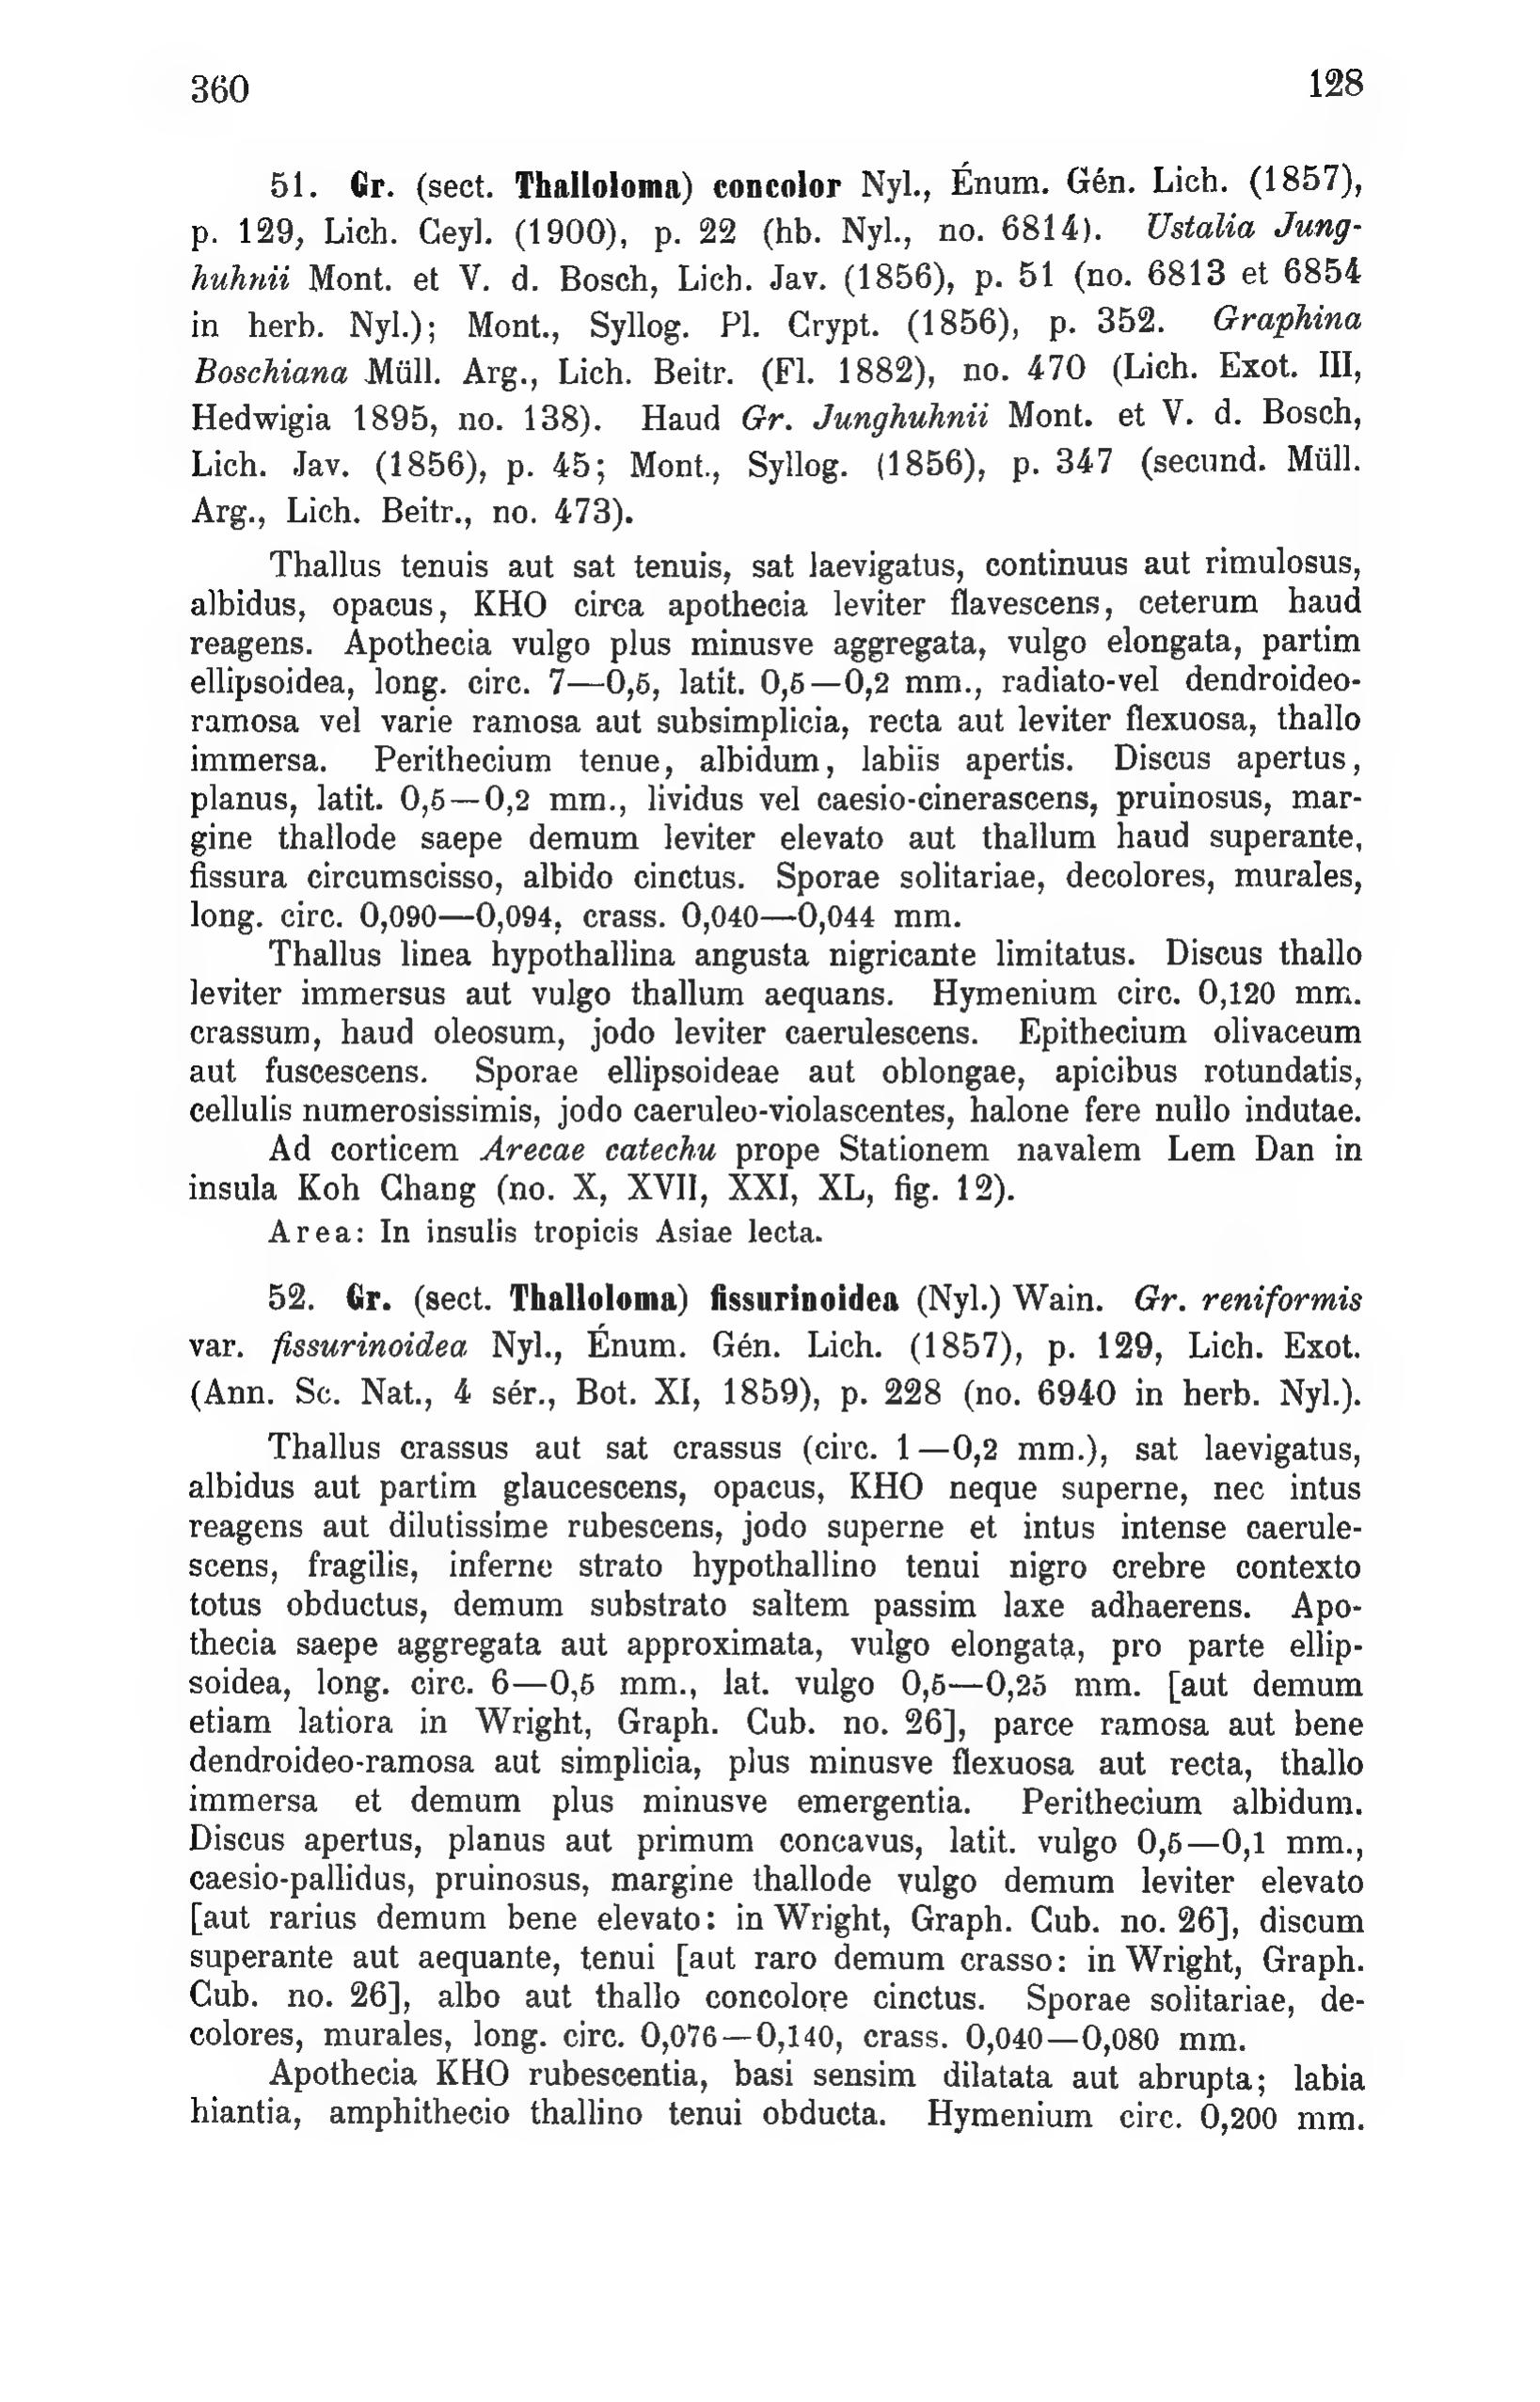 360
128
51. Gr. (sect. Thalloloma) concolor Nyl., Énum. Gén. Lich. (1857),
p. 129, Lich. Ceyl. (1900), p. 22 (hb. Nyl., no. 6814). Ustalia Jung-
huhnii Mont. et V. d. Bosch, Lich. Jav. (1856), p. 51 (no. 6813 et 6854
in herb. Nyl.); Mont., Syllog. Pl. Crypt. (1856), p. 352. Graphina
Boschiana Müll. Arg., Lich. Beitr. (Fl. 1882), no. 470 (Lich. Exot. III,
Hedwigia 1895, no. 138). Haud Gr. Junghuhnii Mont. et V. d. Bosch,
Lich. Jav. (1856), p. 45; Mont., Syllog. (1856), p. 347 (secund. Müll.
Arg., Lich. Beitr., no. 473).
Thallus tenuis aut sat tenuis, sat laevigatus, continuus aut rimulosus,
albidus, opacus, KHO circa apothecia leviter flavescens, ceterum haud
reagens. Apothecia vulgo plus minusve aggregata, vulgo elongata, partim
ellipsoidea, long. circ. 7—0,5, latit. 0,5—0,2 mm., radiato-vel dendroideo-
ramosa vel varie ramosa aut subsimplicia, recta aut leviter flexuosa, thallo
immersa. Perithecium tenue, albidum, labiis apertis. Discus apertus,
planus, latit. 0,5—0,2 mm., lividus vel caesio-cinerascens, pruinosus, mar-
gine thallode saepe demum leviter elevato aut thallum haud superante,
fissura circumscisso, albido cinctus. Sporae solitariae, decolores, murales,
long. circ. 0,090—0,094, crass. 0,040—0,044 mm.
Thallus linea hypothallina angusta nigricante limitatus. Discus thallo
leviter immersus aut vulgo thallum aequans. Hymenium circ. 0,120 mm.
crassum, haud oleosum, jodo leviter caerulescens. Epithecium olivaceum
aut fuscescens. Sporae ellipsoideae aut oblongae, apicibus rotundatis,
cellulis numerosissimis, jodo caeruleo-violascentes, halone fere nullo indutae.
Ad corticem Arecae catechu prope Stationem navalem Lem Dan in
insula Koh Chang (no. X, XVII, XXI, XL, fig. 12).
Area: In insulis tropicis Asiae lecta.
52. Gr. (sect. Thalloloma) fissurinoidea (Nyl.) Wain. Gr. reniformis
var. fissurinoidea Nyl., Énum. Gén. Lich. (1857), p. 129, Lich. Exot.
(Ann. Sc. Nat., 4 sér., Bot. XI, 1859), p. 228 (no. 6940 in herb. Nyl.).
Thallus crassus aut sat crassus (circ. 1—0,2 mm.), sat laevigatus,
albidus aut partim glaucescens, opacus, KHO neque superne, nec intus
reagens aut dilutissime rubescens, jodo superne et intus intense caerule-
scens, fragilis, inferne strato hypothallino tenui nigro crebre contexto
totus obductus, demum substrato saltem passim laxe adhaerens. Apo-
thecia saepe aggregata aut approximata, vulgo elongata, pro parte ellip-
soidea, long. circ. 6—0,5 mm., lat. vulgo 0,5—0,25 mm. [aut demum
etiam latiora in Wright, Graph. Cub. no. 26], parce ramosa aut bene
dendroideo-ramosa aut simplicia, plus minusve flexuosa aut recta, thallo
immersa et demum plus minusve emergentia. Perithecium albidum.
Discus apertus, planus aut primum concavus, latit. vulgo 0,5—0,1 mm.,
caesio-pallidus, pruinosus, margine thallode vulgo demum leviter elevato
[aut rarius demum bene elevato: in Wright, Graph. Cub. no. 26], discum
superante aut aequante, tenui [aut raro demum crasso: in Wright, Graph.
Cub. no. 26], albo aut thallo concolore cinctus. Sporae solitariae, de-
colores, murales, long. circ. 0,076—0,140, crass. 0,040—0,080 mm.
Apothecia KHO rubescentia, basi sensim dilatata aut abrupta; labia
hiantia, amphithecio thallino tenui obducta. Hymenium circ. 0,200 mm.